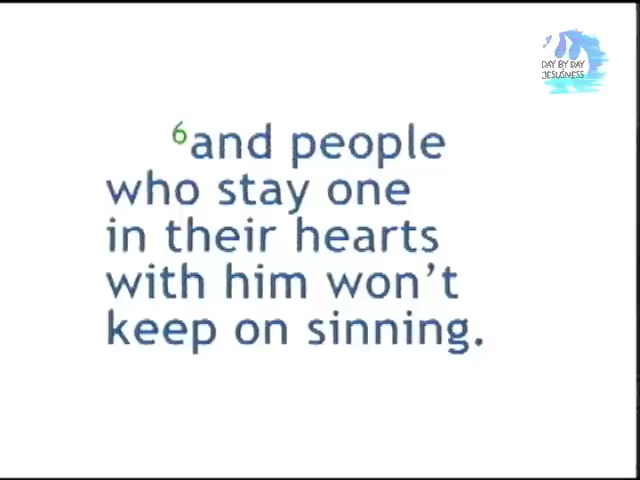 DAY BY DAY
JESUSNESS
6and people
who stay one
in their hearts
with him won't
keep on sinning.